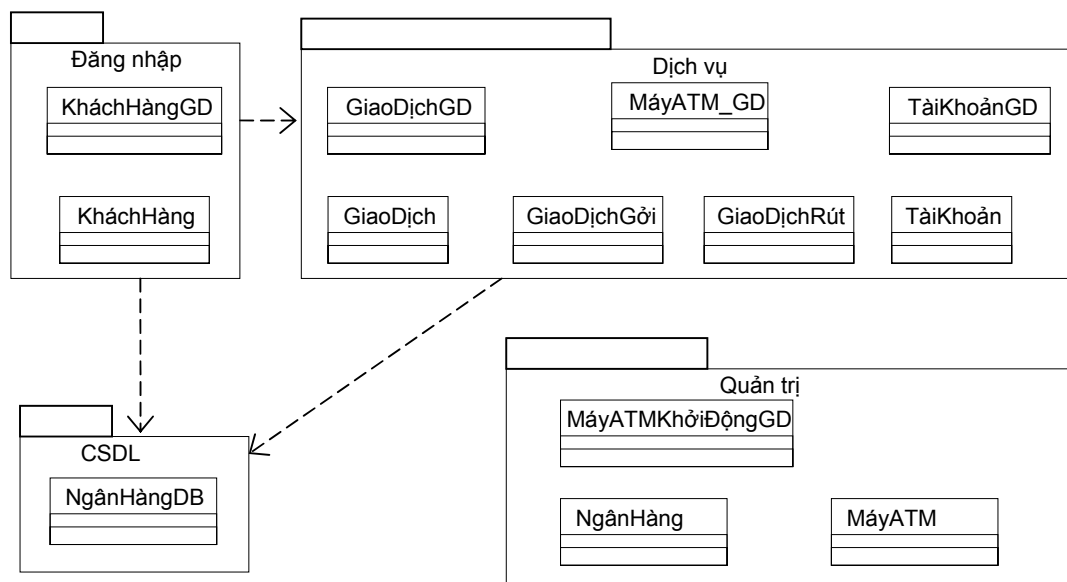 Đăng nhập
KháchHàngGD
KháchHàng
Dịch vụ
GiaoDịchGD
MáyATM_GD
TàiKhoảnGD
GiaoDịch
GiaoDịchGởi
GiaoDịchRút
TàiKhoản
CSDL
NgânHàngDB
Quản trị
MáyATMKhởiĐộngGD
NgânHàng
MáyATM